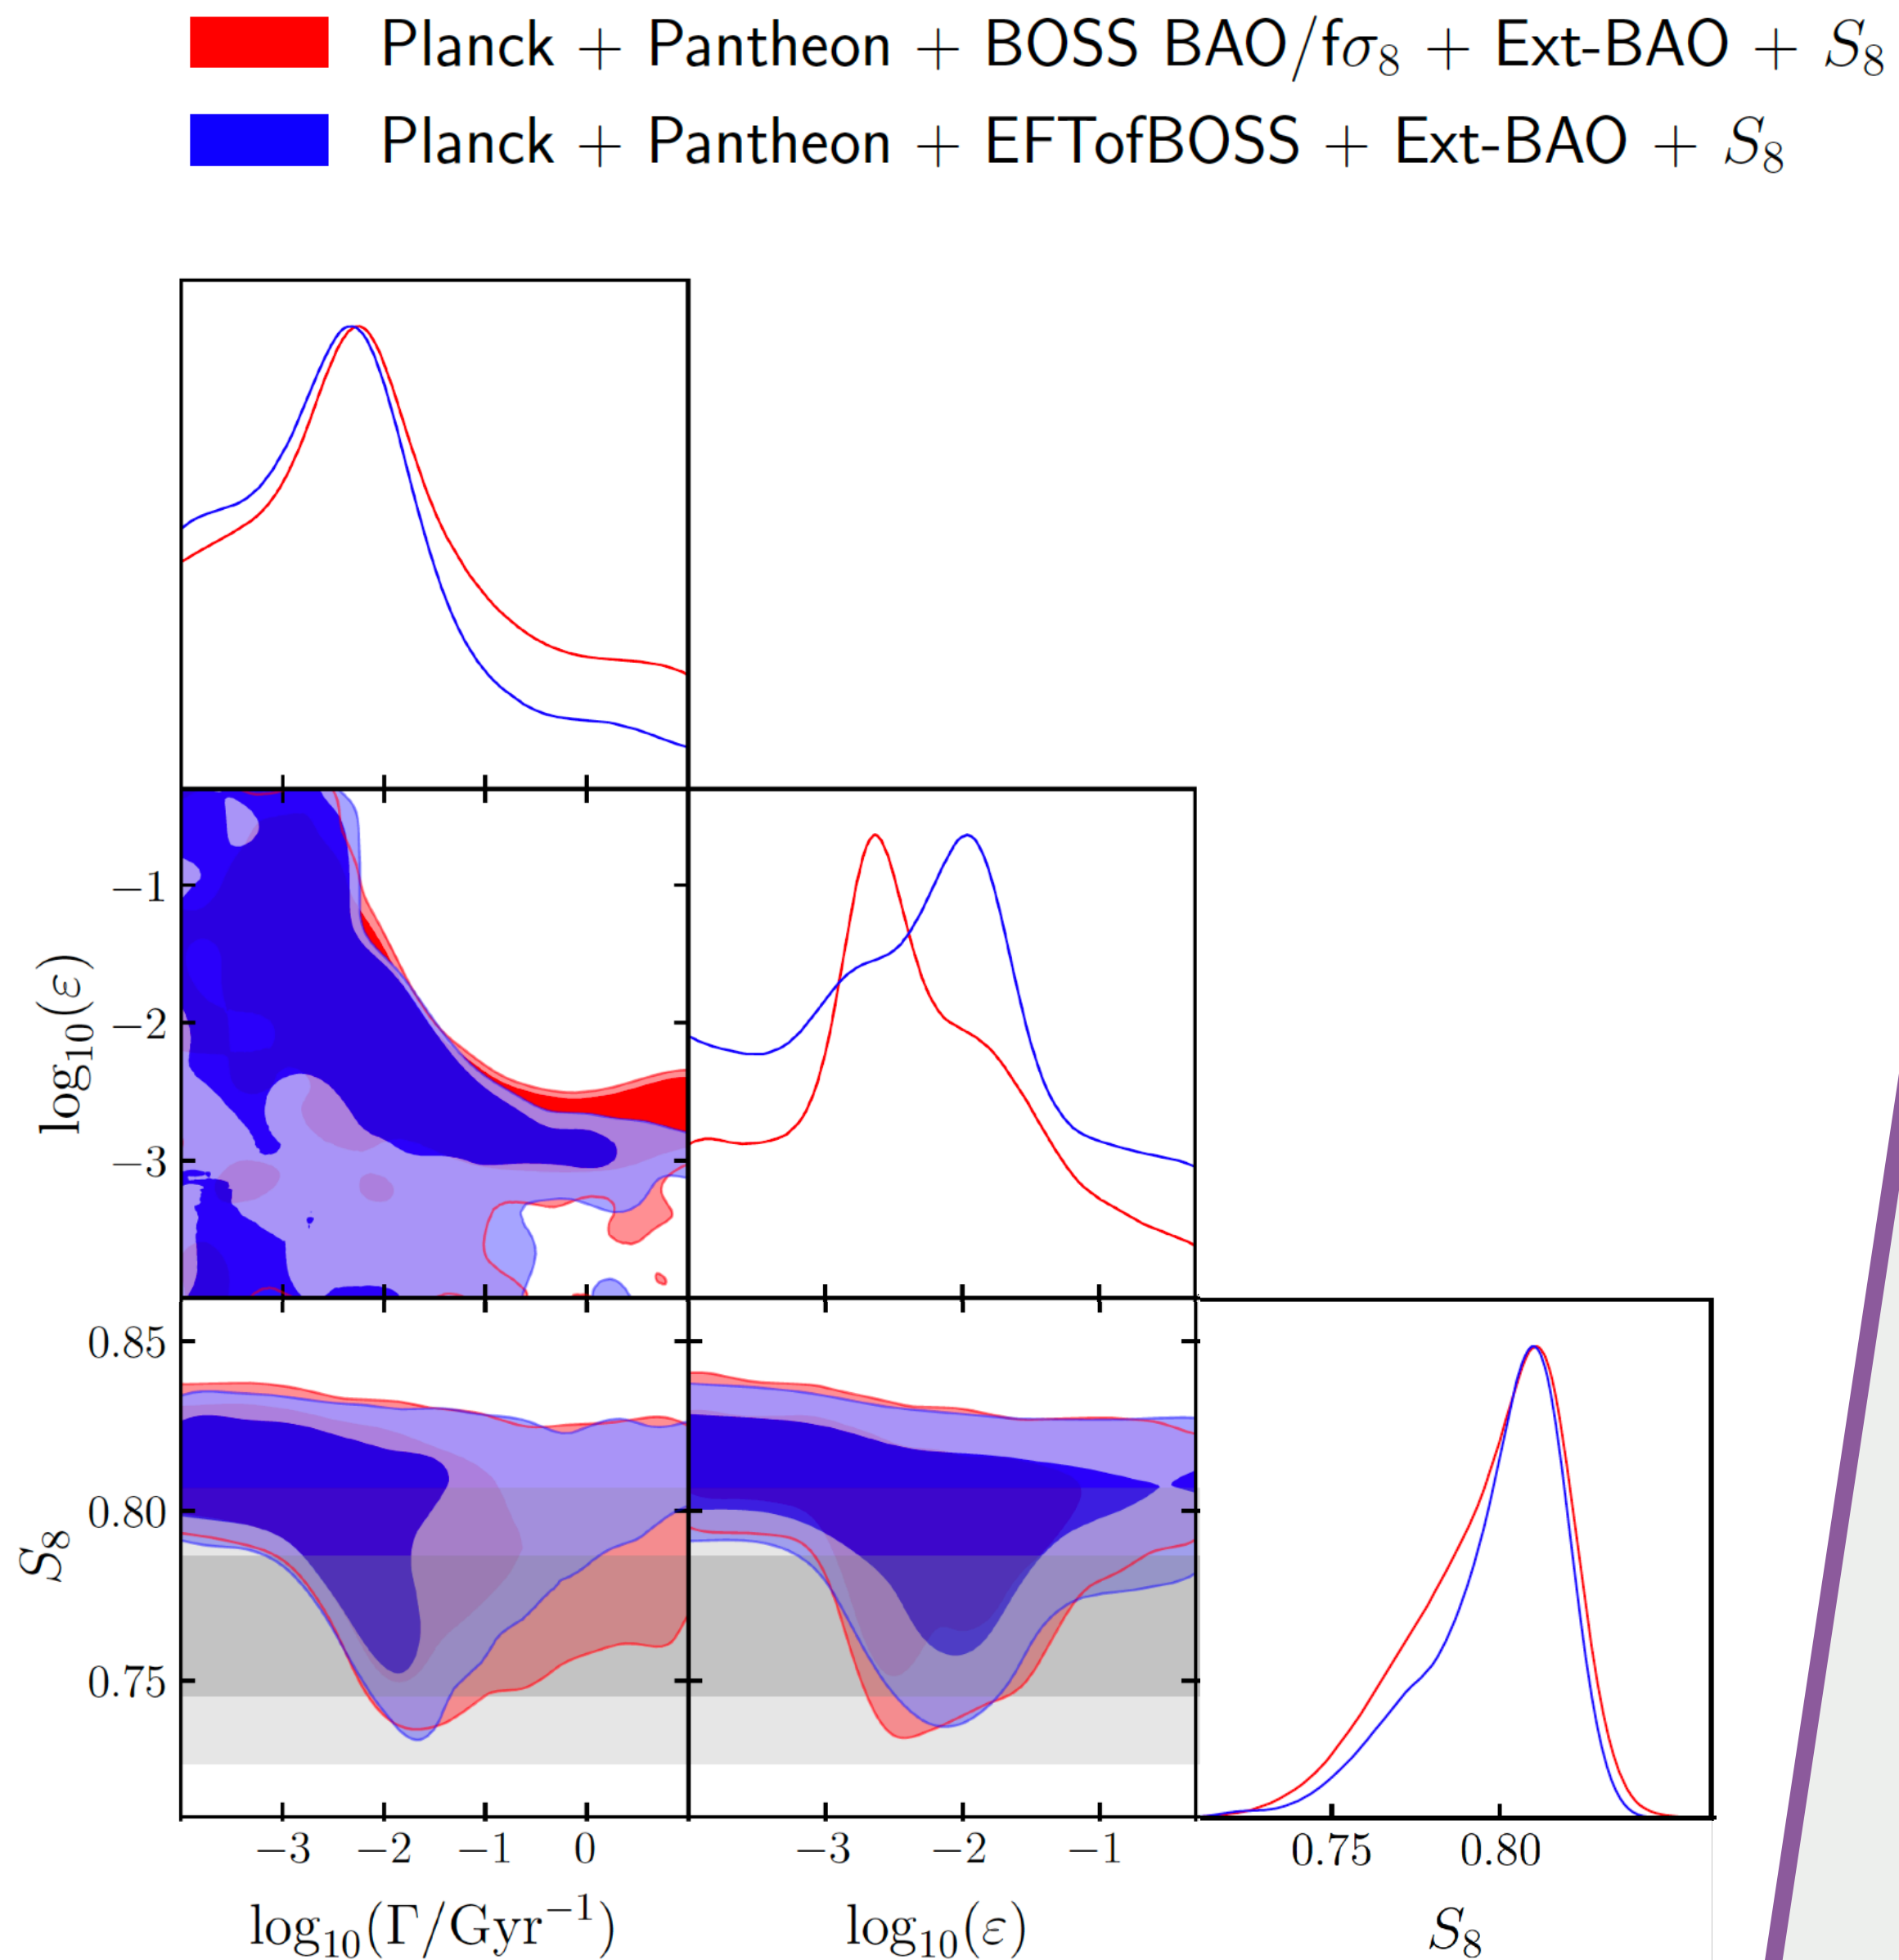 Planck + Pantheon + BOSS BAO/fσ₈ + Ext-BAO + S₈
Planck + Pantheon + EFTofBOSS + Ext-BAO + S₈
−1
−2
−3
log₁₀(ε)
0.85
0.80
0.75
S₈
−3 −2 −1 0 −3 −2 −1 0.75 0.80
log₁₀(Γ/Gyr⁻¹) log₁₀(ε) S₈